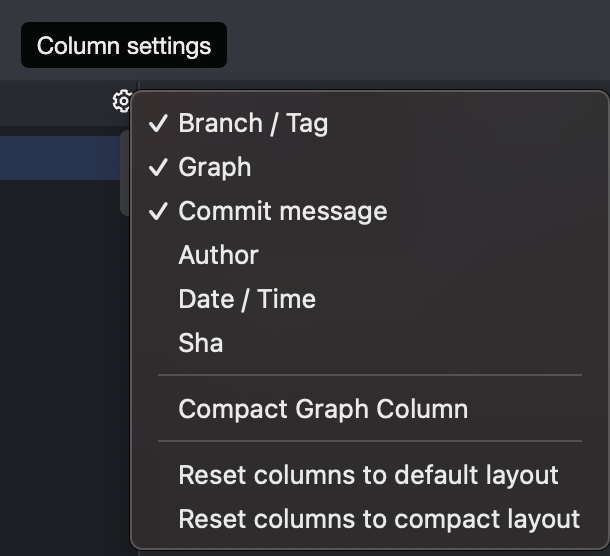 Column settings
✓ Branch / Tag
✓ Graph
✓ Commit message
Author
Date / Time
Sha
Compact Graph Column
Reset columns to default layout
Reset columns to compact layout